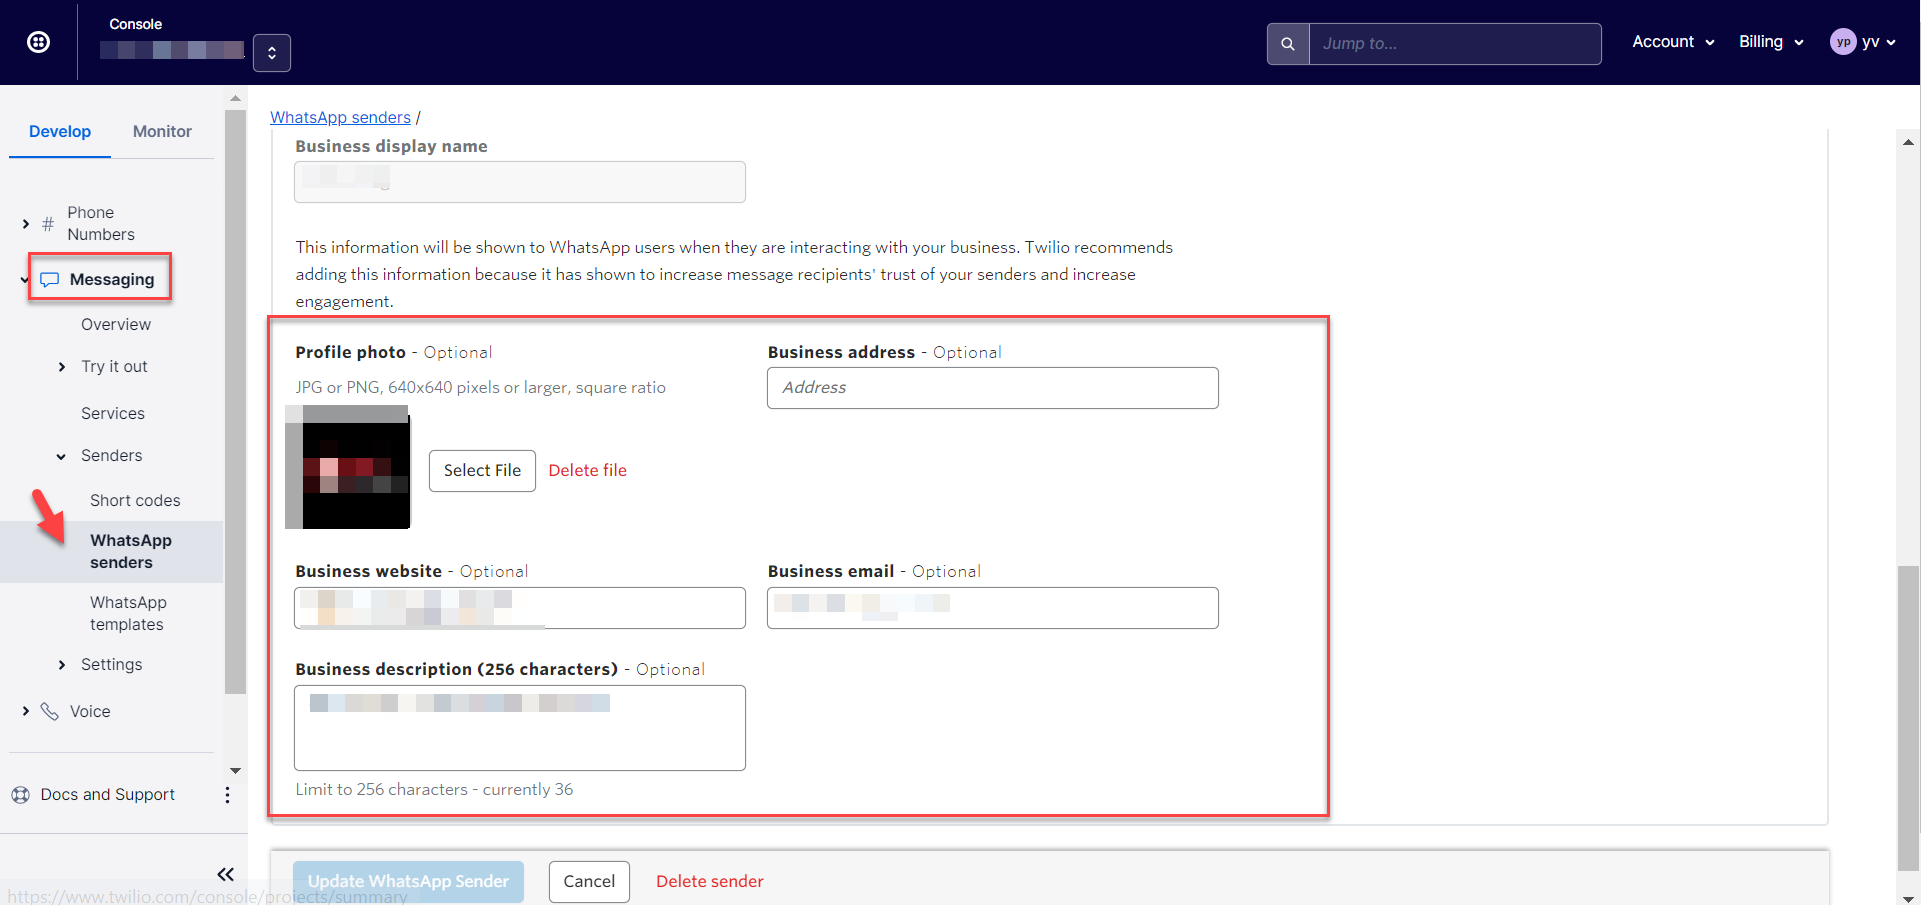 Console
Jump to...
Account
Billing
yp
yv
Develop
Monitor
Phone
Numbers
Messaging
Overview
Try it out
Services
Senders
Short codes
WhatsApp
senders
WhatsApp
templates
Settings
Voice
Docs and Support
https://www.twilio.com/console/projects/summary
WhatsApp senders /
Business display name
This information will be shown to WhatsApp users when they are interacting with your business. Twilio recommends
adding this information because it has shown to increase message recipients' trust of your senders and increase
engagement.
Profile photo - Optional
JPG or PNG, 640x640 pixels or larger, square ratio
Select File
Delete file
Business address - Optional
Address
Business website - Optional
Business email - Optional
Business description (256 characters) - Optional
Limit to 256 characters - currently 36
Update WhatsApp Sender
Cancel
Delete sender